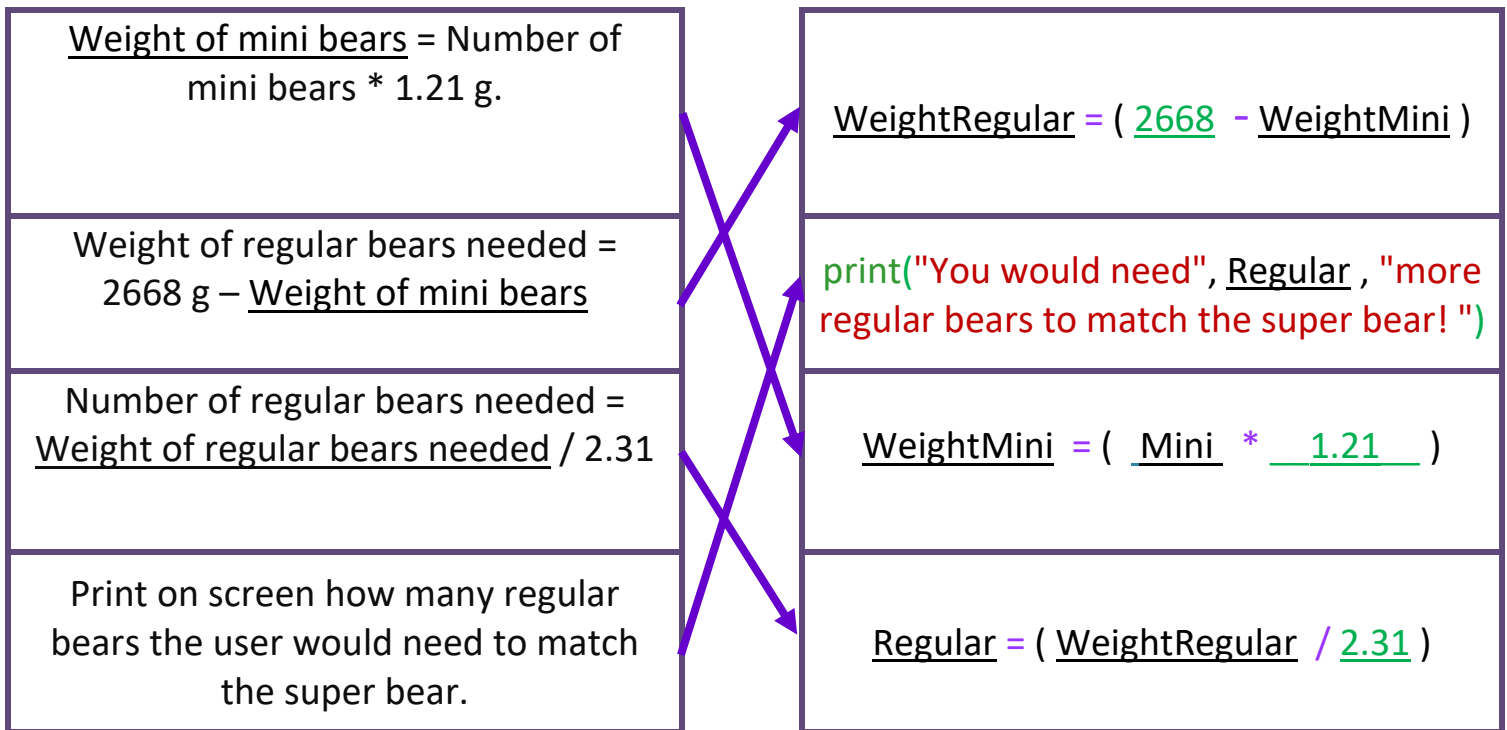 Weight of mini bears = Number of
mini bears * 1.21 g.
Weight of regular bears needed =
2668 g – Weight of mini bears
Number of regular bears needed =
Weight of regular bears needed / 2.31
Print on screen how many regular
bears the user would need to match
the super bear.
WeightRegular = ( 2668 - WeightMini )
print("You would need", Regular , "more
regular bears to match the super bear! ")
WeightMini = ( _Mini_ * __1.21__ )
Regular = ( WeightRegular / 2.31 )